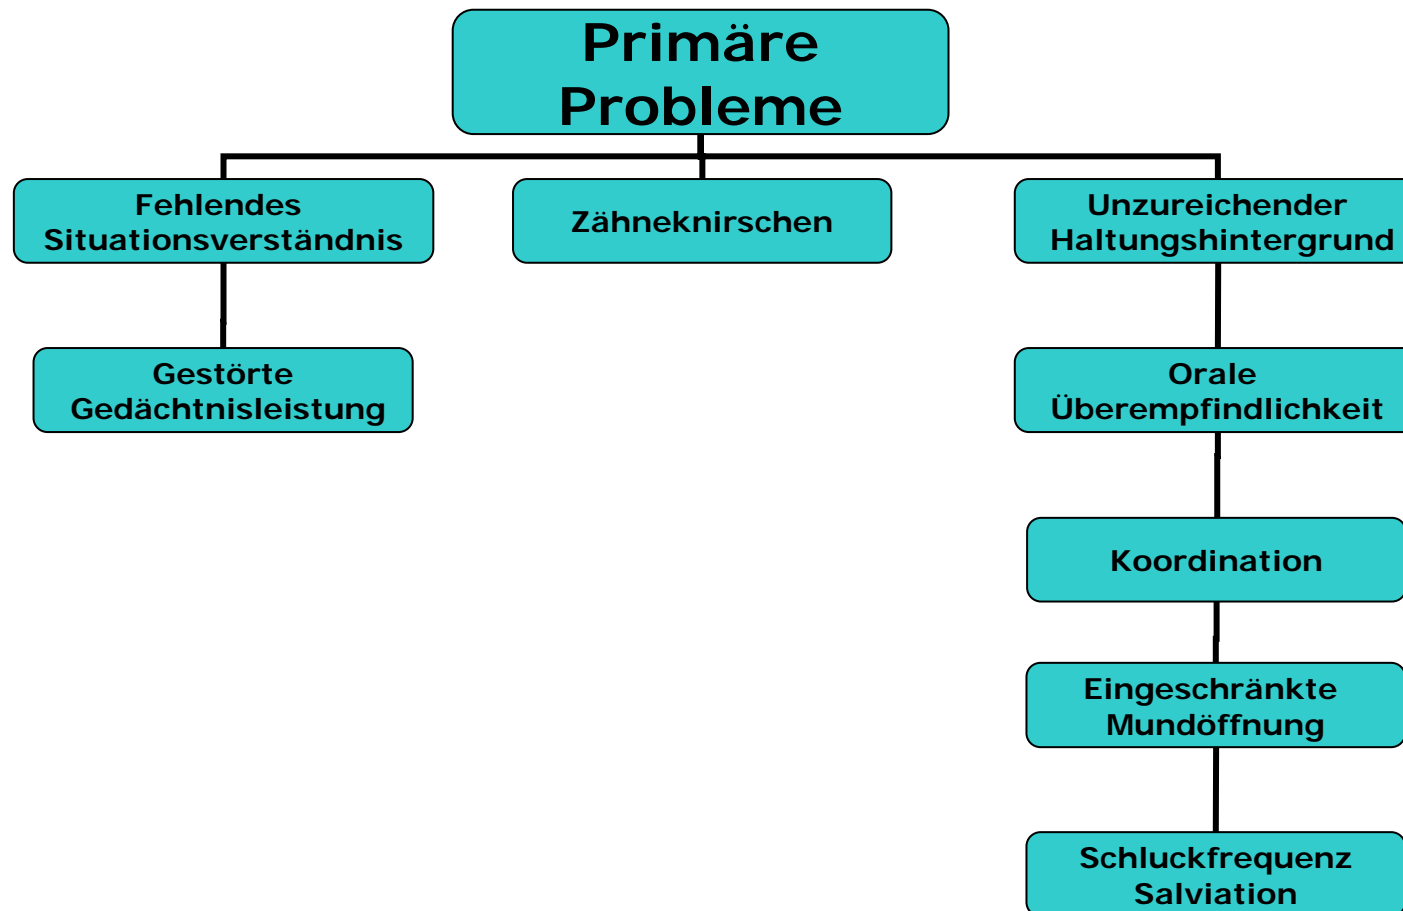 Primäre
Probleme
Fehlendes
Situationsverständnis
Zähneknirschen
Unzureichender
Haltungshintergrund
Gestörte
Gedächtnisleistung
Orale
Überempfindlichkeit
Koordination
Eingeschränkte
Mundöffnung
Schluckfrequenz
Salviation